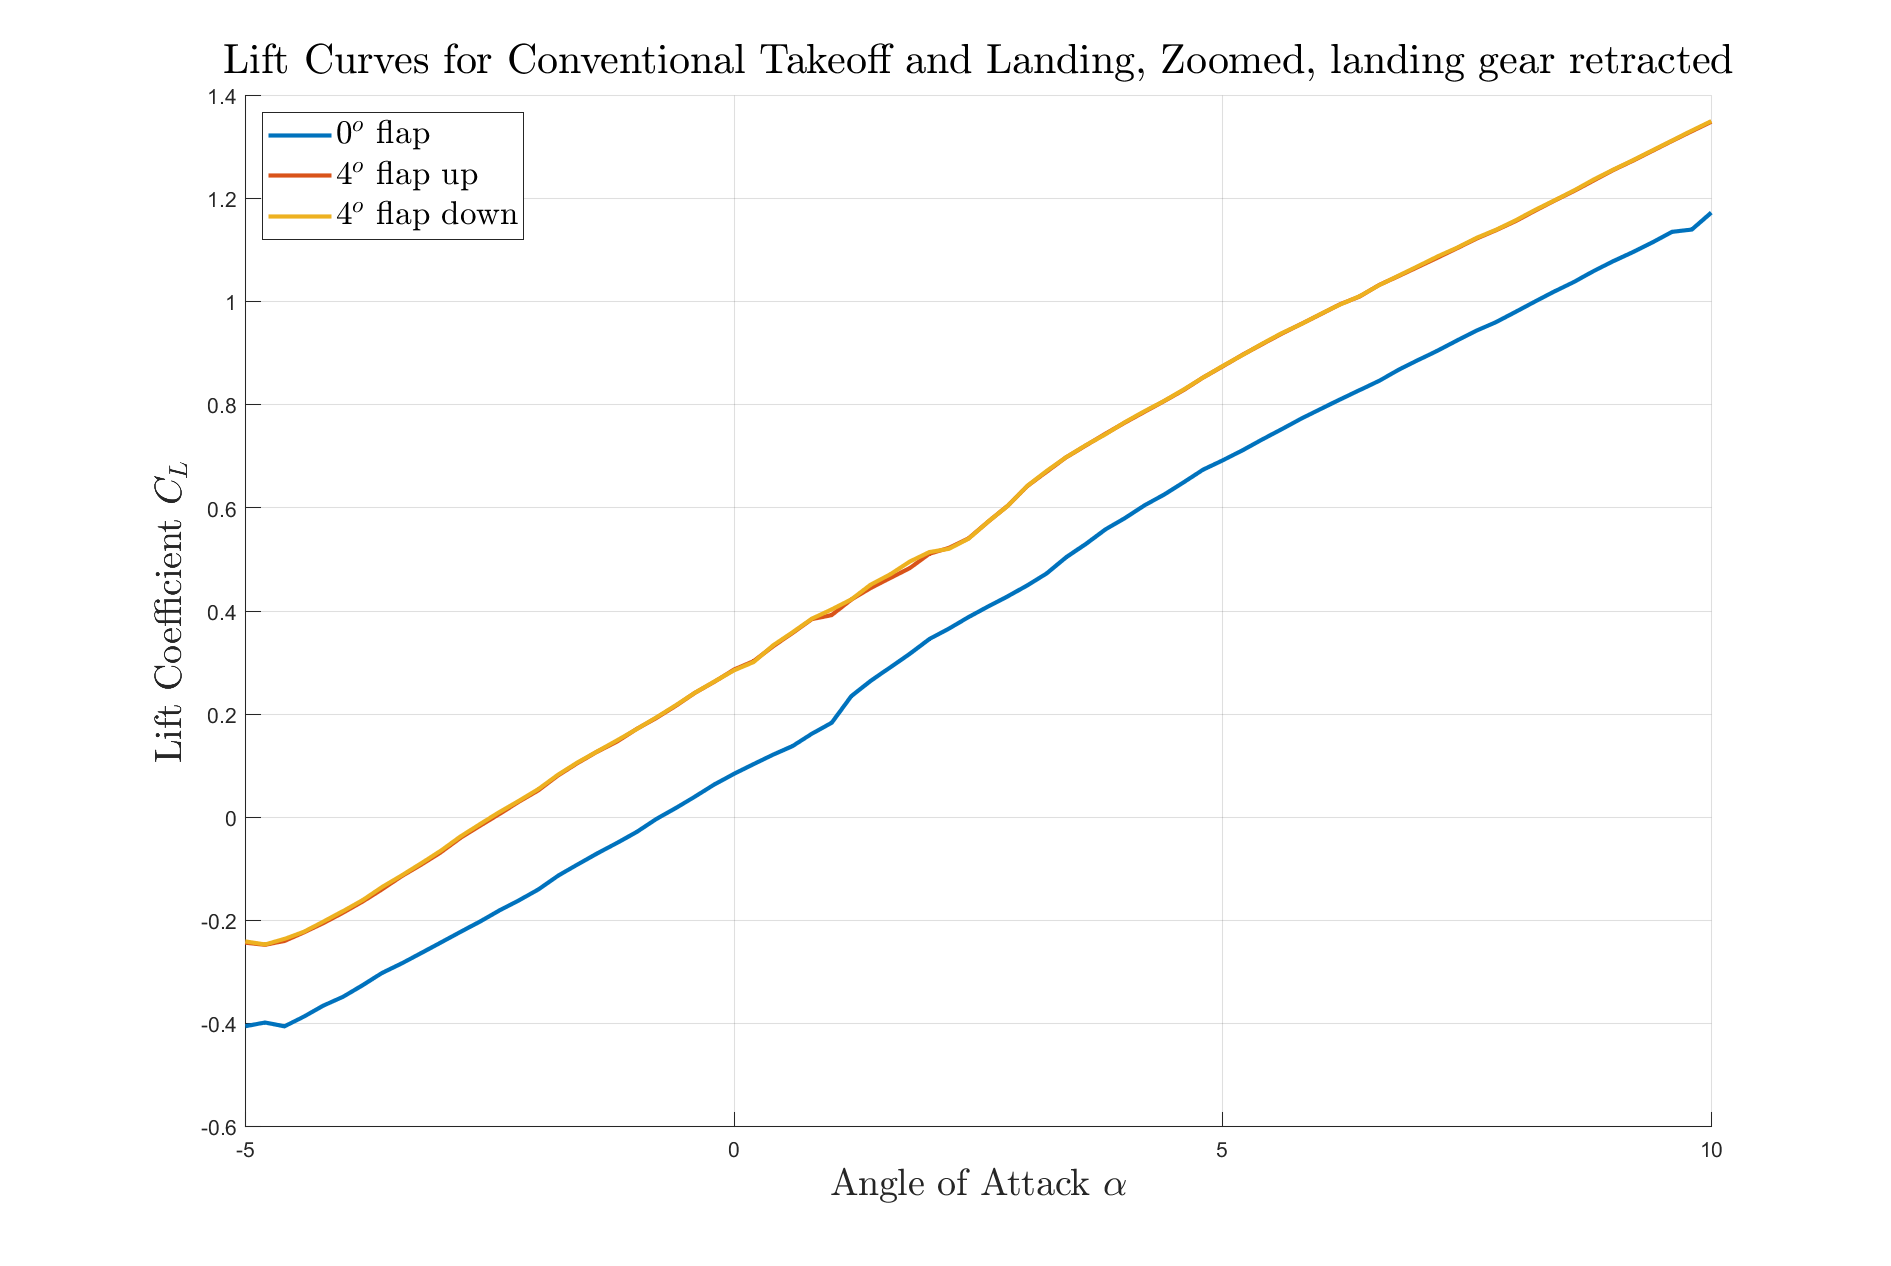 Lift Curves for Conventional Takeoff and Landing, Zoomed, landing gear retracted
1.4
1.2
1
0.8
0.6
0.4
0.2
0
-0.2
-0.4
-0.6
0° flap
4° flap up
4° flap down
Lift Coefficient C_L
-5 0 5 10
Angle of Attack α